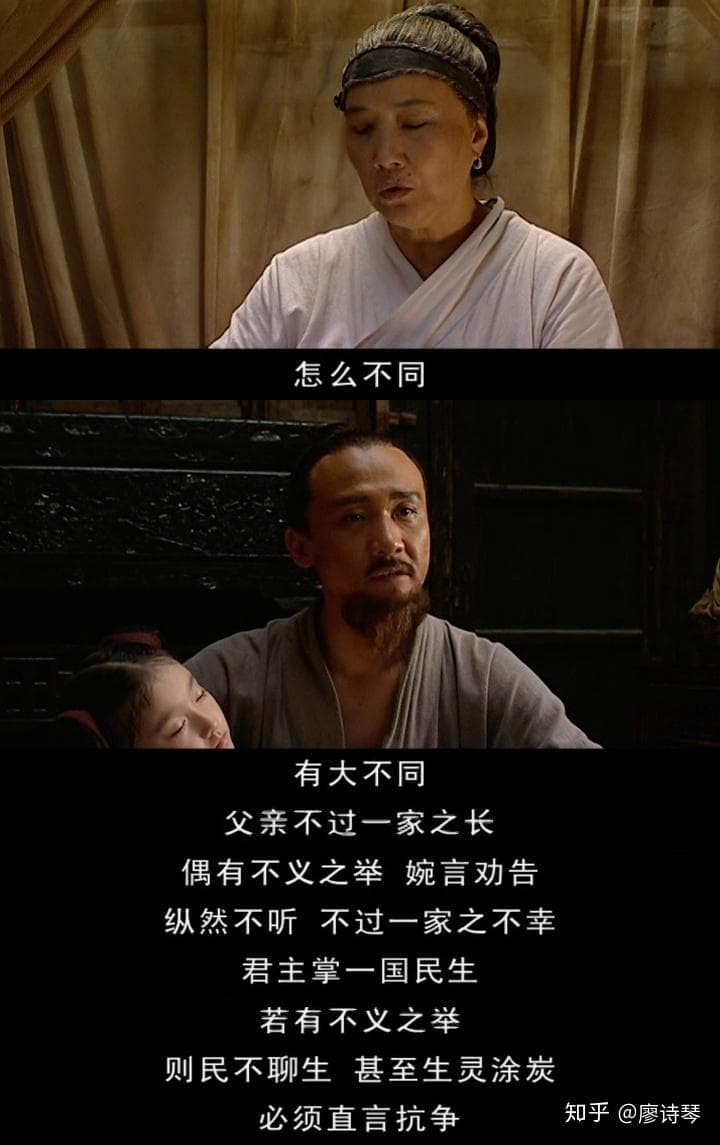 怎么不同
有大不同
父亲不过一家之长
偶有不义之举 婉言劝告
纵然不听 不过一家之不幸
君主掌一国民生
若有不义之举
则民不聊生 甚至生灵涂炭
必须直言抗争
知乎 @廖诗琴